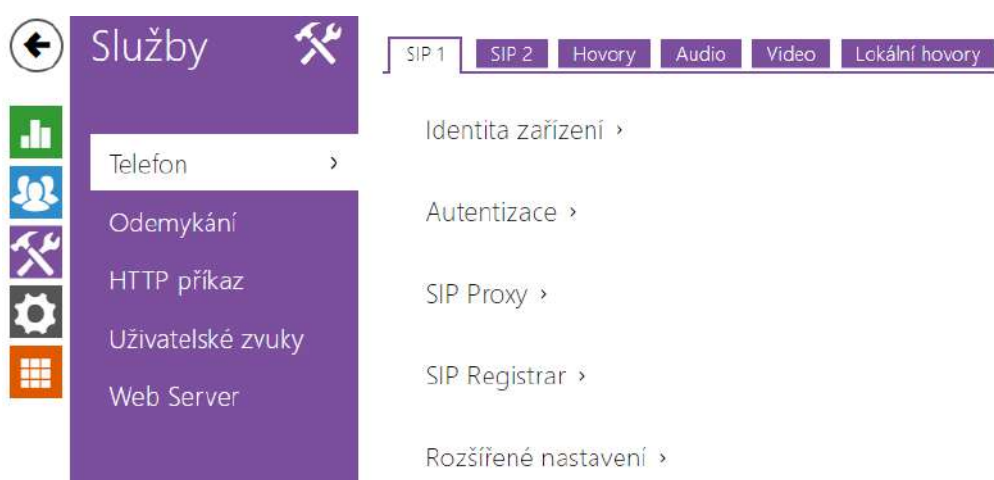 Služby
Telefon
Odemykání
HTTP příkaz
Uživatelské zvuky
Web Server
SIP 1 SIP 2 Hovory Audio Video Lokální hovory
Identita zařízení
Autentizace
SIP Proxy
SIP Registrar
Rozšířené nastavení